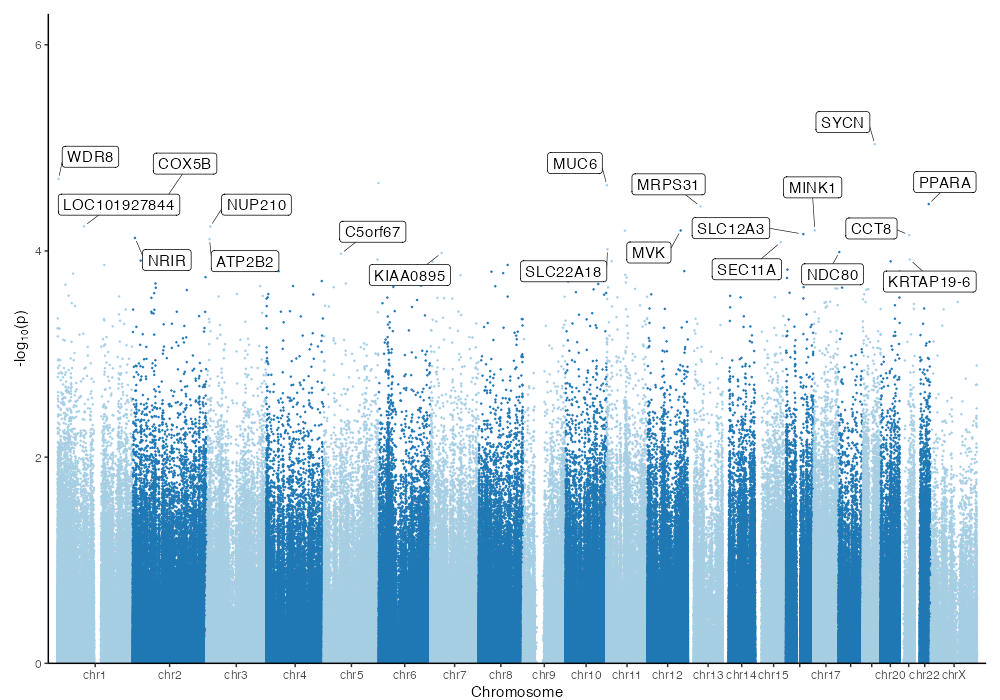 6
4
2
0
-log10(p)
SYCN
WDR8
COX5B
MUC6
MRPS31
MINK1
PPARA
LOC101927844
NUP210
C5orf67
SLC12A3
CCT8
NRIR
ATP2B2
KIAA0895
SLC22A18
MVK
SEC11A
NDC80
KRTAP19-6
chr1 chr2 chr3 chr4 chr5 chr6 chr7 chr8 chr9 chr10 chr11 chr12 chr13 chr14 chr15 chr17 chr20 chr22 chrX
Chromosome